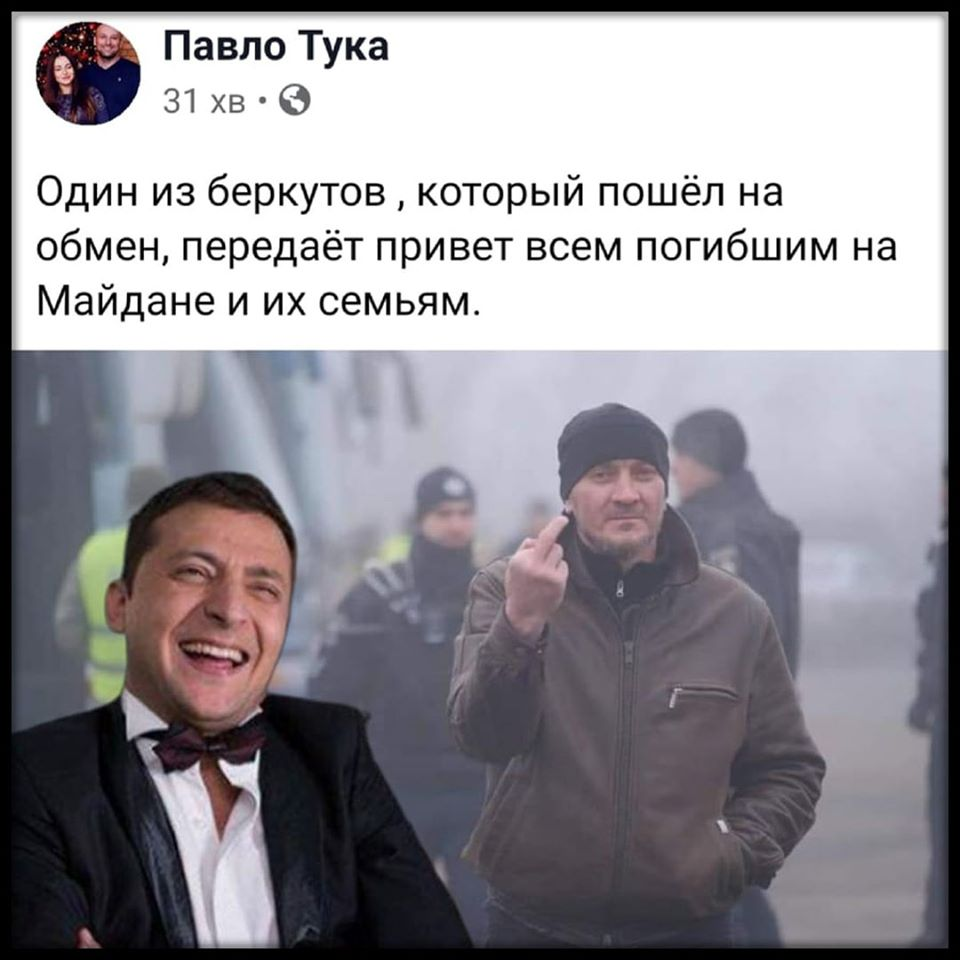 Павло Тука
31 хв
Один из беркутов , который пошёл на
обмен, передаёт привет всем погибшим на
Майдане и их семьям.